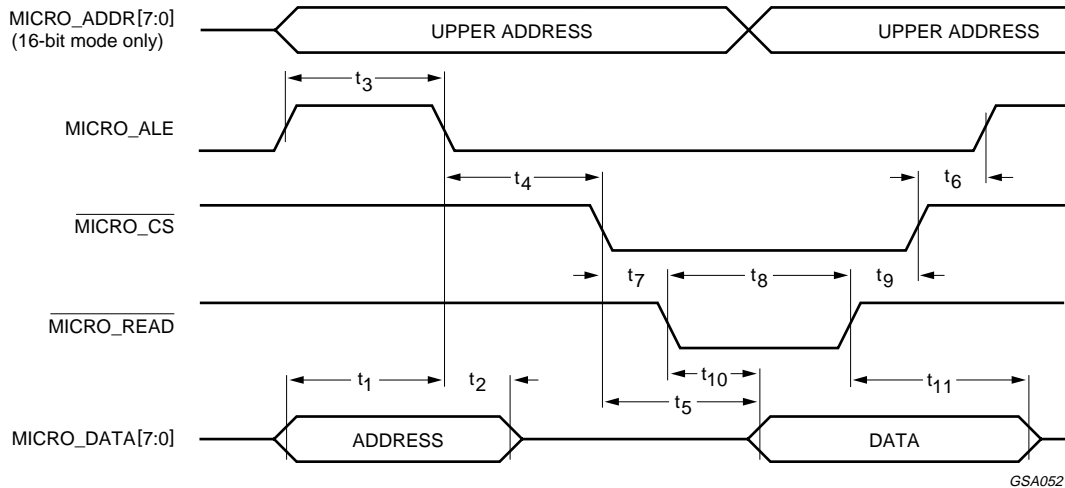 MICRO_ADDR[7:0]
(16-bit mode only)
UPPER ADDRESS
UPPER ADDRESS
t3
MICRO_ALE
t4
t6
MICRO_CS
t7
t8
t9
MICRO_READ
t1
t2
t10
t11
t5
MICRO_DATA[7:0]
ADDRESS
DATA
GSA052